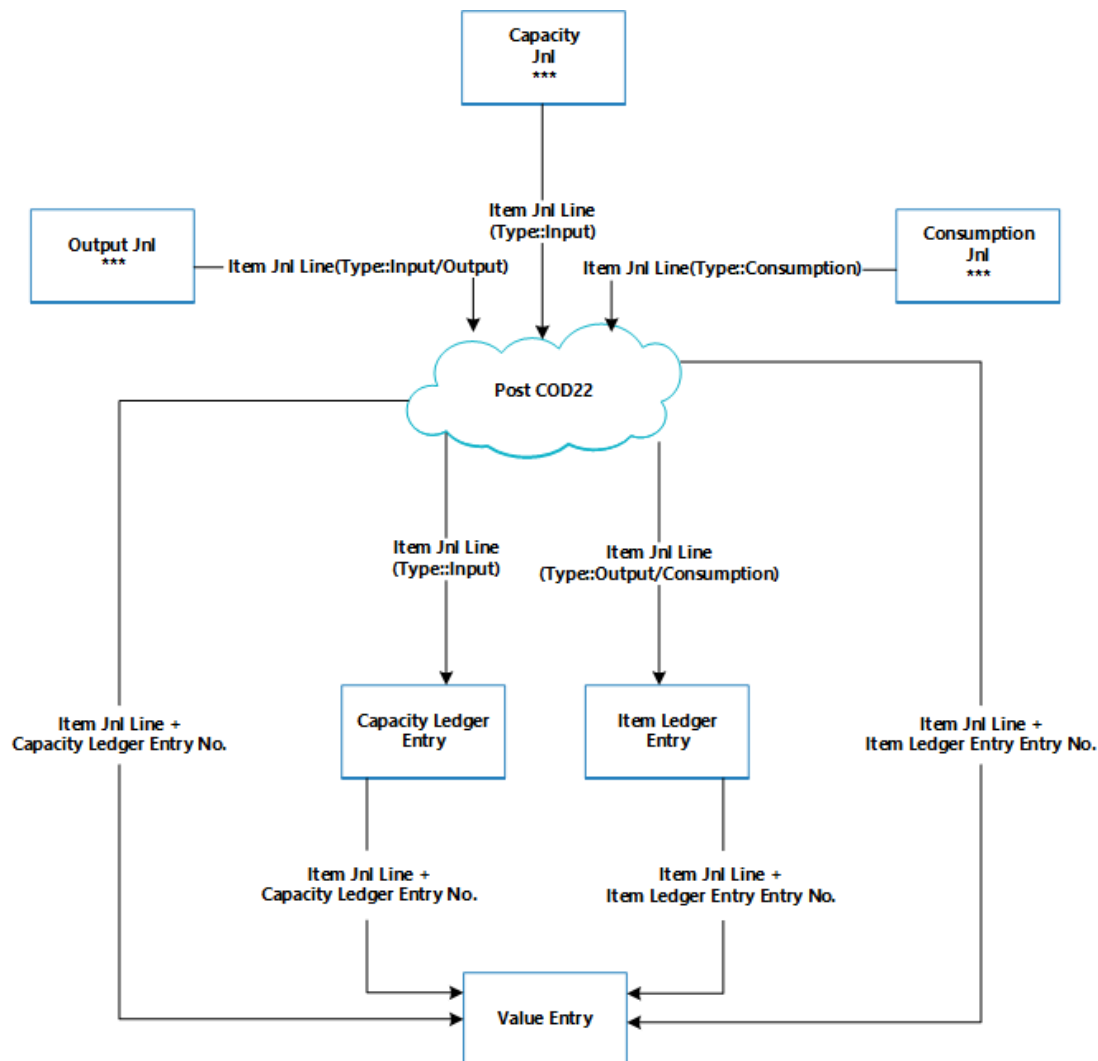 Capacity
Jnl
***
Item Jnl Line
(Type::Input)
Output Jnl
***
Item Jnl Line(Type::Input/Output)
Item Jnl Line(Type::Consumption)
Consumption
Jnl
***
Post COD22
Item Jnl Line
(Type::Input)
Item Jnl Line
(Type::Output/Consumption)
Item Jnl Line +
Capacity Ledger Entry No.
Capacity Ledger
Entry
Item Ledger
Entry
Item Jnl Line +
Item Ledger Entry Entry No.
Item Jnl Line +
Capacity Ledger Entry No.
Item Jnl Line +
Item Ledger Entry Entry No.
Value Entry